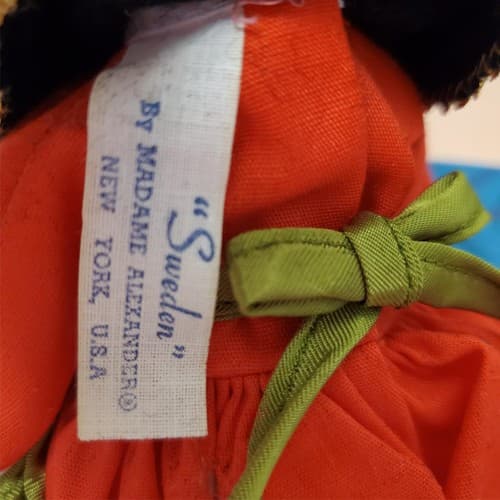 "Sweden"
By MADAME ALEXANDER®
NEW YORK, U.S.A